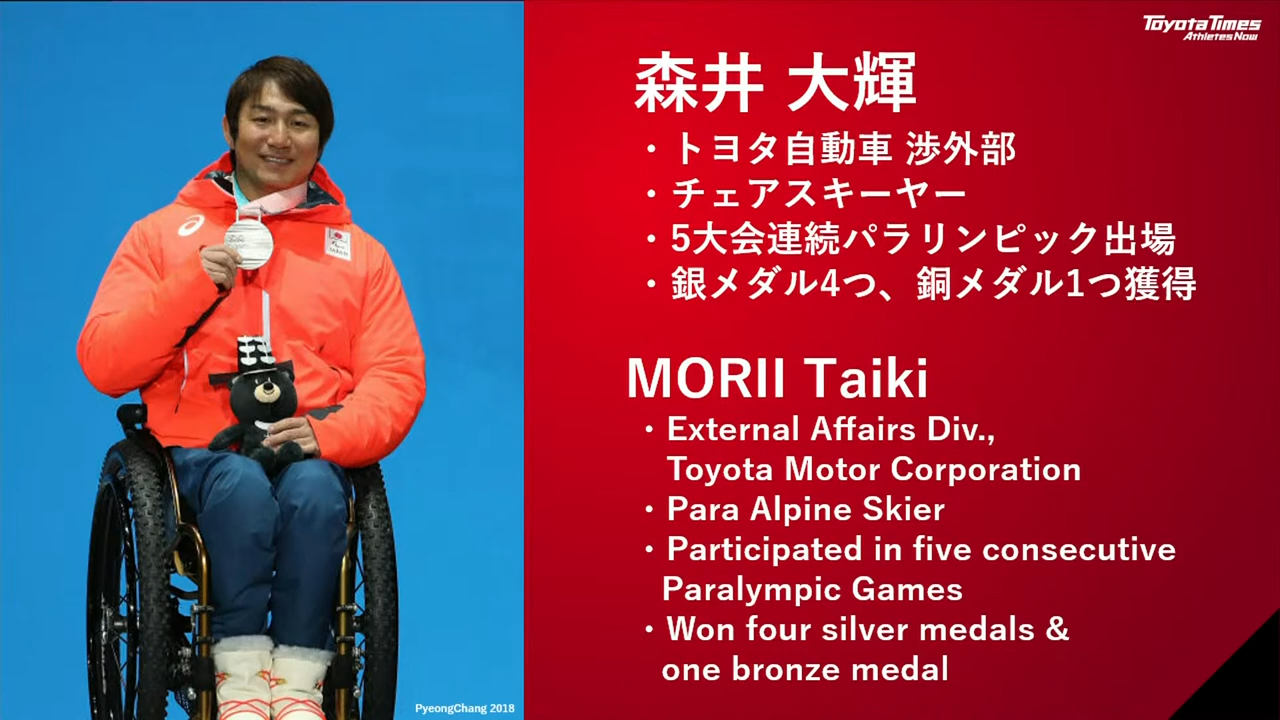 Toyota Times
Athletes Now
森井 大輝
・トヨタ自動車 渉外部
・チェアスキーヤー
・5大会連続パラリンピック出場
・銀メダル4つ、銅メダル1つ獲得
MORII Taiki
・External Affairs Div.,
Toyota Motor Corporation
・Para Alpine Skier
・Participated in five consecutive
Paralympic Games
・Won four silver medals &
one bronze medal
PyeongChang 2018